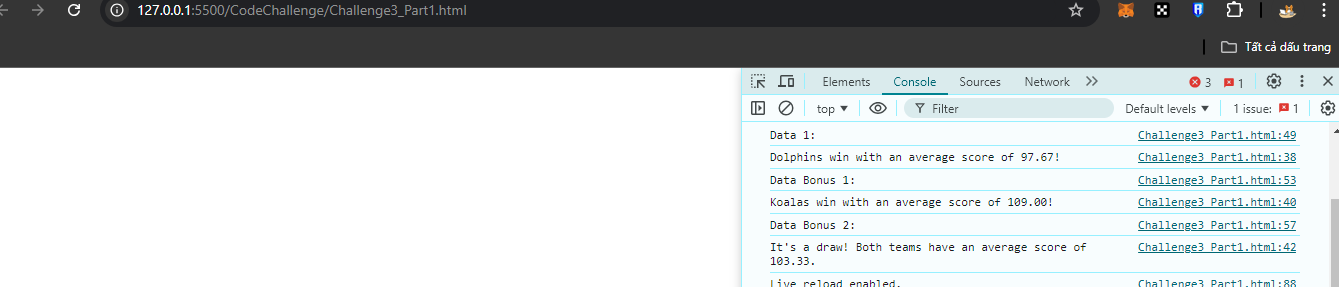 127.0.0.1:5500/CodeChallenge/Challenge3_Part1.html
Tất cả dấu trang
Elements Console Sources Network 3 1
top Filter Default levels 1 issue: 1
Data 1: Challenge3_Part1.html:49
Dolphins win with an average score of 97.67! Challenge3_Part1.html:38
Data Bonus 1: Challenge3_Part1.html:53
Koalas win with an average score of 109.00! Challenge3_Part1.html:40
Data Bonus 2: Challenge3_Part1.html:57
It's a draw! Both teams have an average score of Challenge3_Part1.html:42
103.33.
Live reload enabled. Challenge3_Part1.html:88